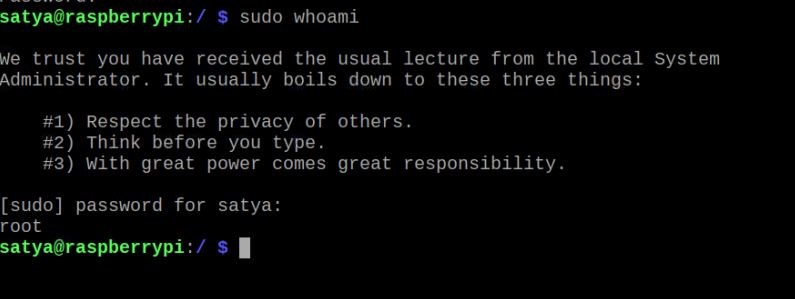 satya@raspberrypi:/ $ sudo whoami
We trust you have received the usual lecture from the local System
Administrator. It usually boils down to these three things:
#1) Respect the privacy of others.
#2) Think before you type.
#3) With great power comes great responsibility.
[sudo] password for satya:
root
satya@raspberrypi:/ $